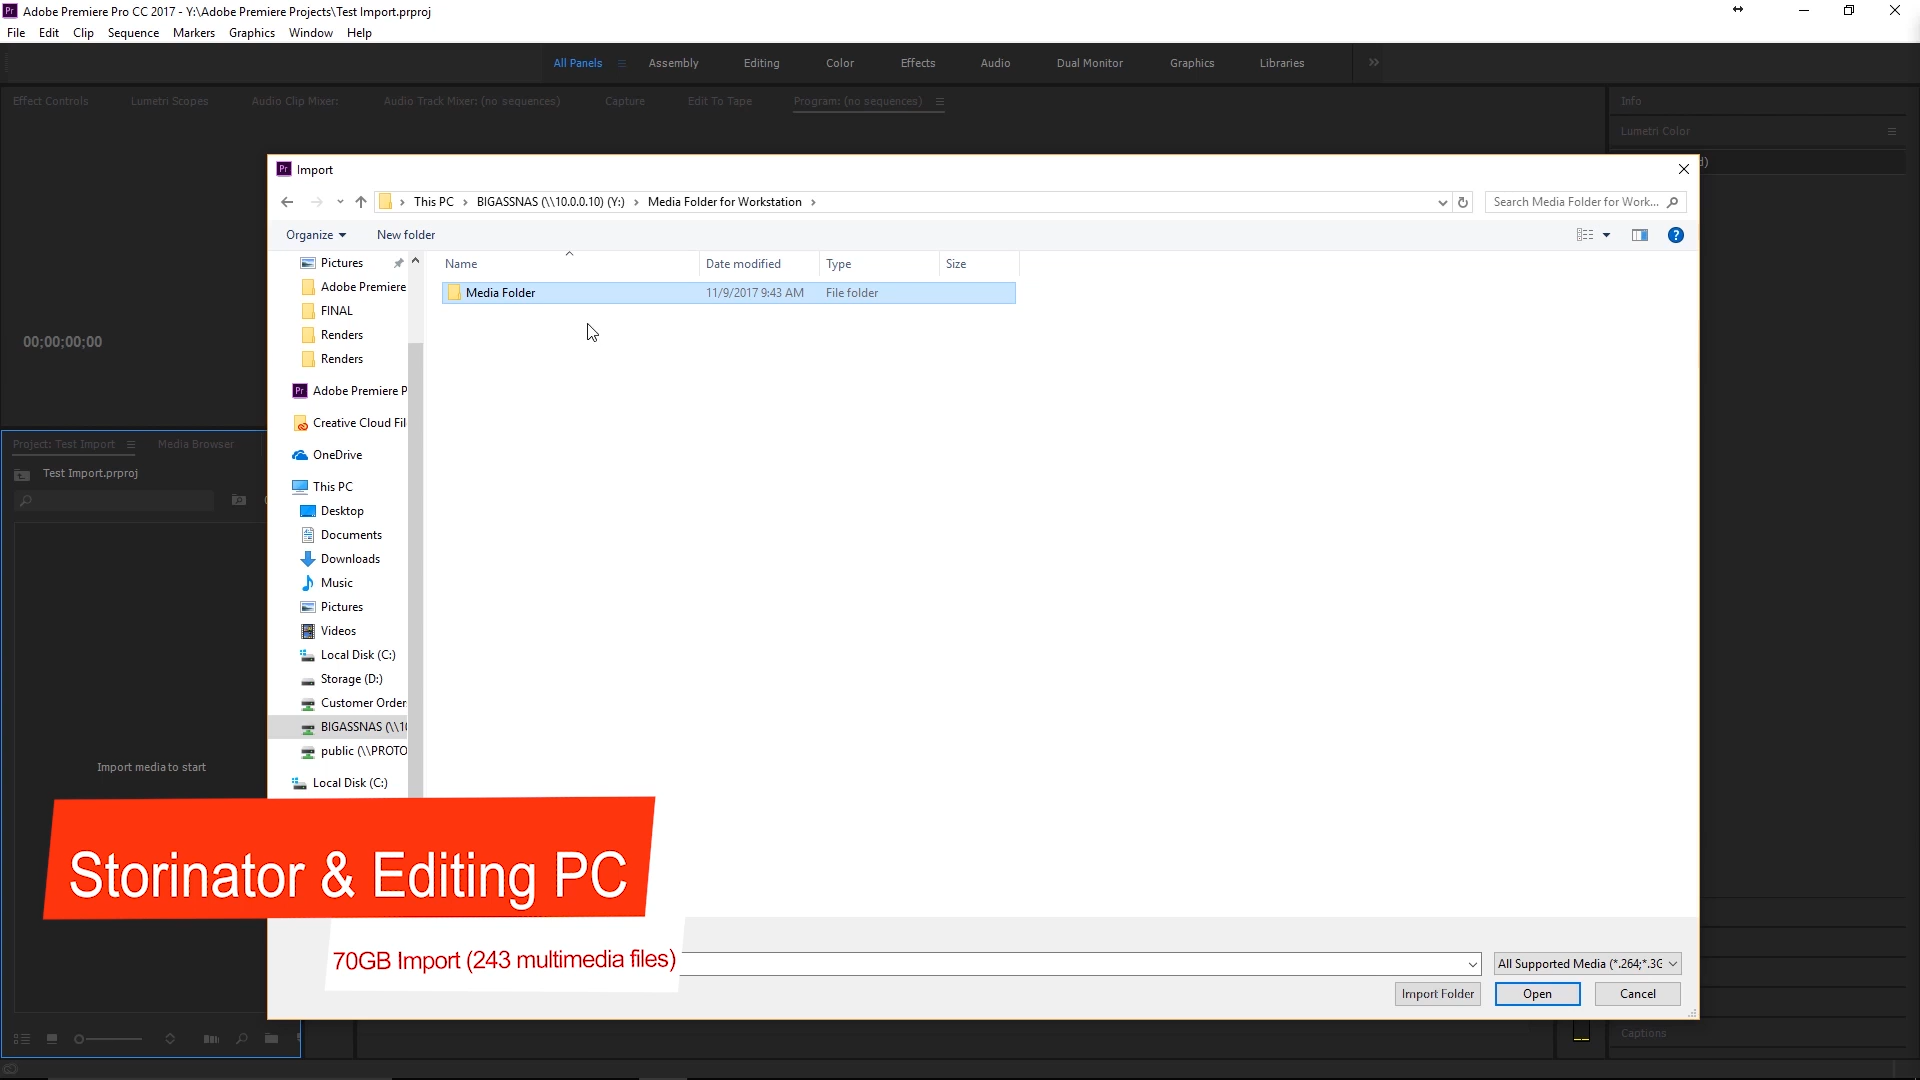 Adobe Premiere Pro CC 2017 - Y:\Adobe Premiere Projects\Test Import.prproj
File Edit Clip Sequence Markers Graphics Window Help
All Panels Assembly Editing Color Effects Audio Dual Monitor Graphics Libraries
Effect Controls Lumetri Scopes Audio Clip Mixer: Audio Track Mixer: (no sequences) Capture Edit To Tape Program: (no sequences) Info
Lumetri Color
Import
This PC > BIGASSNAS (\\10.0.0.10) (Y:) > Media Folder for Workstation >
Search Media Folder for Work...
Organize New folder
Name Date modified Type Size
Media Folder 11/9/2017 9:43 AM File folder
Pictures
Adobe Premiere
FINAL
Renders
Renders
Adobe Premiere P
Creative Cloud Fil
OneDrive
This PC
Desktop
Documents
Downloads
Music
Pictures
Videos
Local Disk (C:)
Storage (D:)
Customer Order
BIGASSNAS (\\10
public (\\PROTO
Local Disk (C:)
00;00;00;00
Project: Test Import Media Browser
Test Import.prproj
Import media to start
Storinator & Editing PC
70GB Import (243 multimedia files)
All Supported Media (*.264;*.3G
Import Folder Open Cancel
Captions